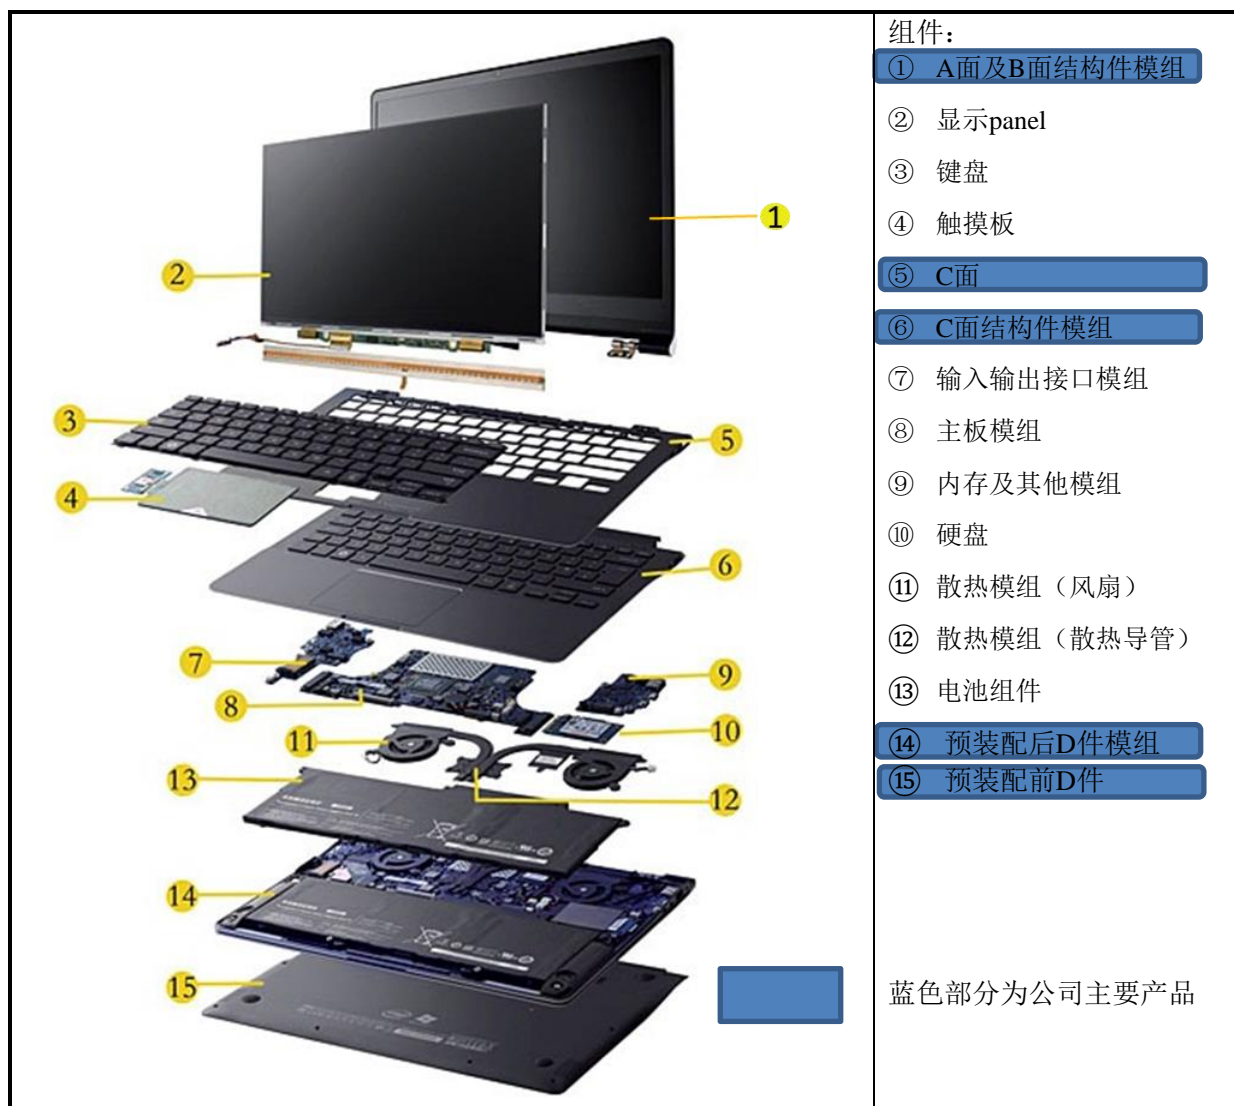 组件：
① A面及B面结构件模组
② 显示panel
③ 键盘
④ 触摸板
⑤ C面
⑥ C面结构件模组
⑦ 输入输出接口模组
⑧ 主板模组
⑨ 内存及其他模组
⑩ 硬盘
⑪ 散热模组（风扇）
⑫ 散热模组（散热导管）
⑬ 电池组件
⑭ 预装配后D件模组
⑮ 预装配前D件
蓝色部分为公司主要产品
1
2
3
5
4
6
7
9
8
10
11
13
12
SAMSUNG
14
SAMSUNG
15